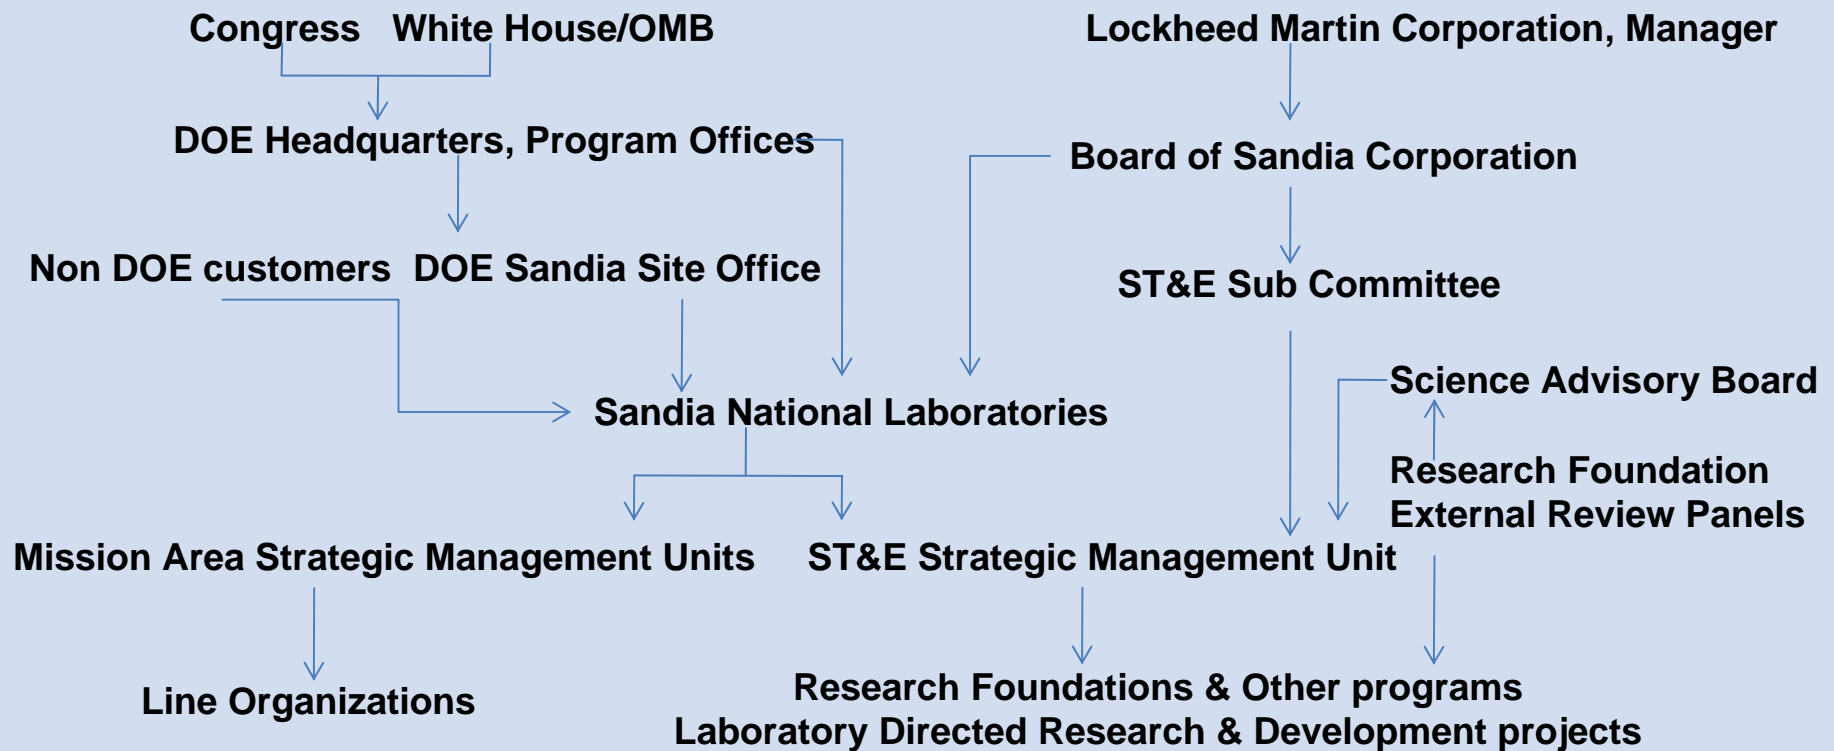 Congress White House/OMB
Lockheed Martin Corporation, Manager
DOE Headquarters, Program Offices
Board of Sandia Corporation
Non DOE customers
DOE Sandia Site Office
ST&E Sub Committee
Science Advisory Board
Sandia National Laboratories
Research Foundation
External Review Panels
Mission Area Strategic Management Units
ST&E Strategic Management Unit
Line Organizations
Research Foundations & Other programs
Laboratory Directed Research & Development projects